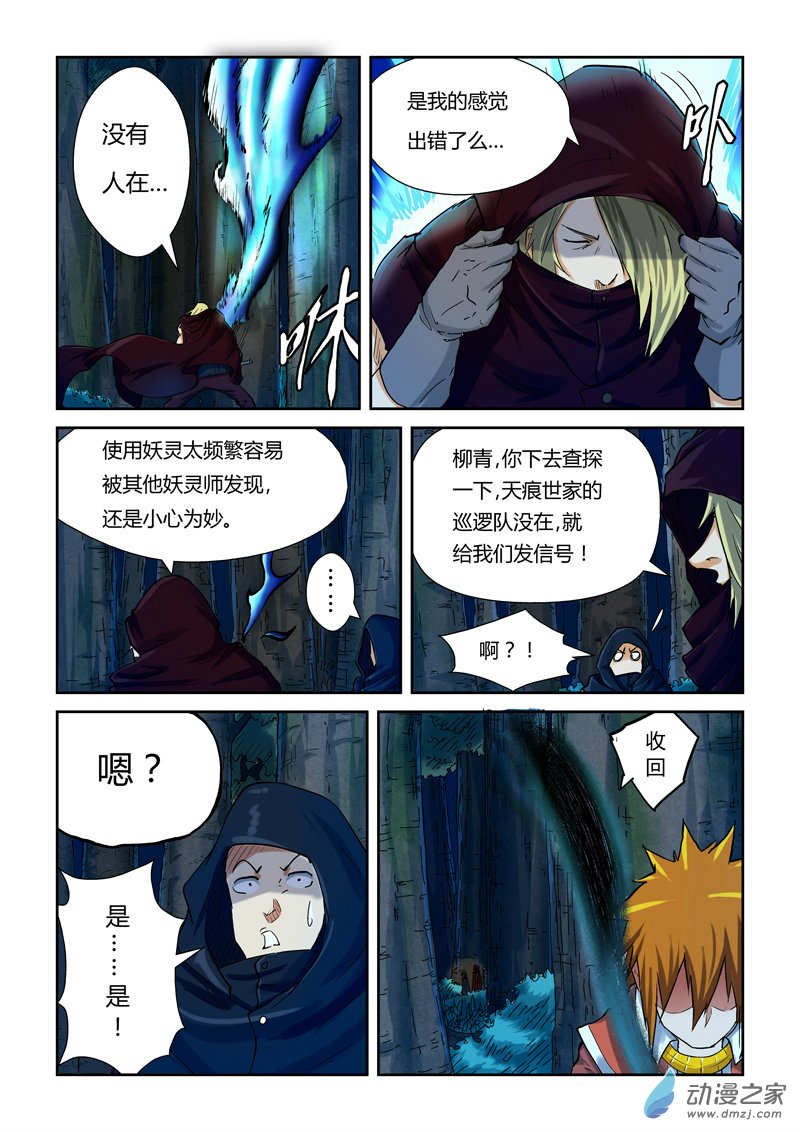 没有
人在…
咻
是我的感觉
出错了么…
卟
使用妖灵太频繁容易
被其他妖灵师发现，
还是小心为妙。
……
柳青，你下去查探
一下，天痕世家的
巡逻队没在，就
给我们发信号！
啊？！
嗯？
是……是！
收回
动漫之家
www.dmzj.com